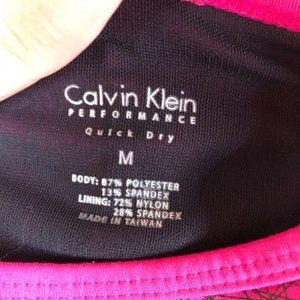 Calvin Klein
PERFORMANCE
Quick Dry
M
BODY: 87% POLYESTER
13% SPANDEX
LINING: 72% NYLON
28% SPANDEX
MADE IN TAIWAN